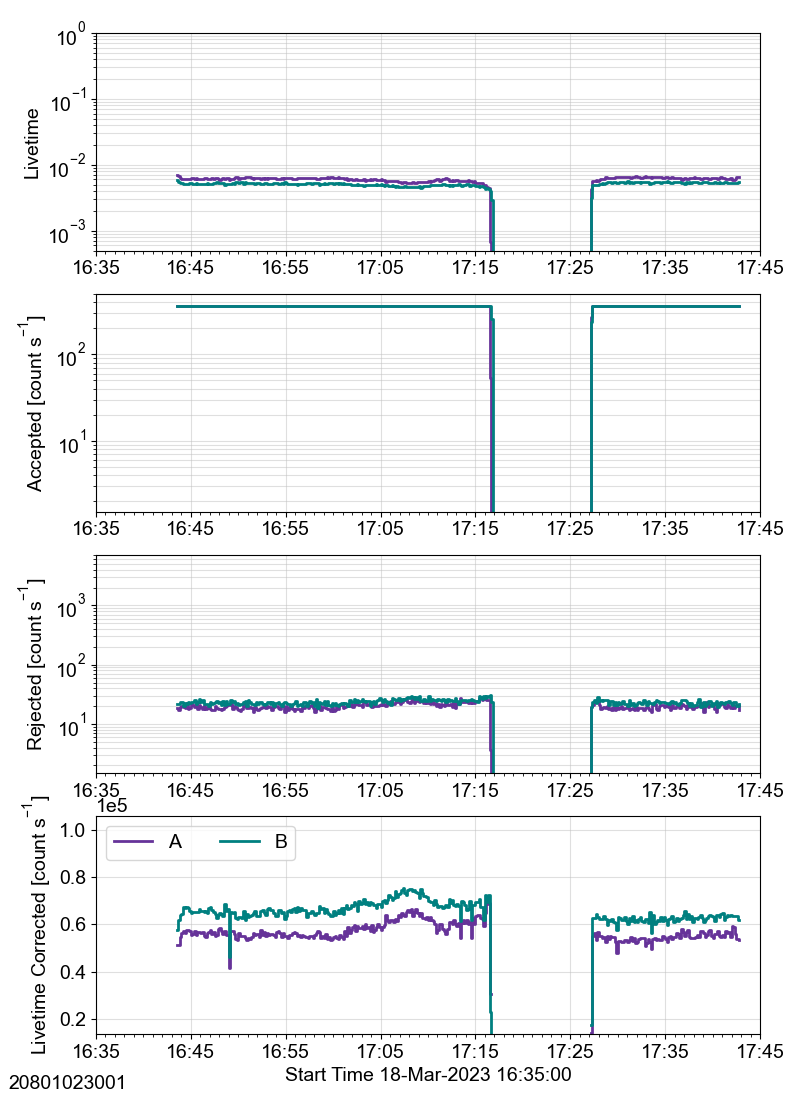 10^0
10^-1
10^-2
10^-3
Livetime
16:35 16:45 16:55 17:05 17:15 17:25 17:35 17:45
10^2
10^1
Accepted [count s^-1]
16:35 16:45 16:55 17:05 17:15 17:25 17:35 17:45
10^3
10^2
10^1
Rejected [count s^-1]
16:35 16:45 16:55 17:05 17:15 17:25 17:35 17:45
1e5
1.0
0.8
0.6
0.4
0.2
Livetime Corrected [count s^-1]
A B
16:35 16:45 16:55 17:05 17:15 17:25 17:35 17:45
Start Time 18-Mar-2023 16:35:00
20801023001